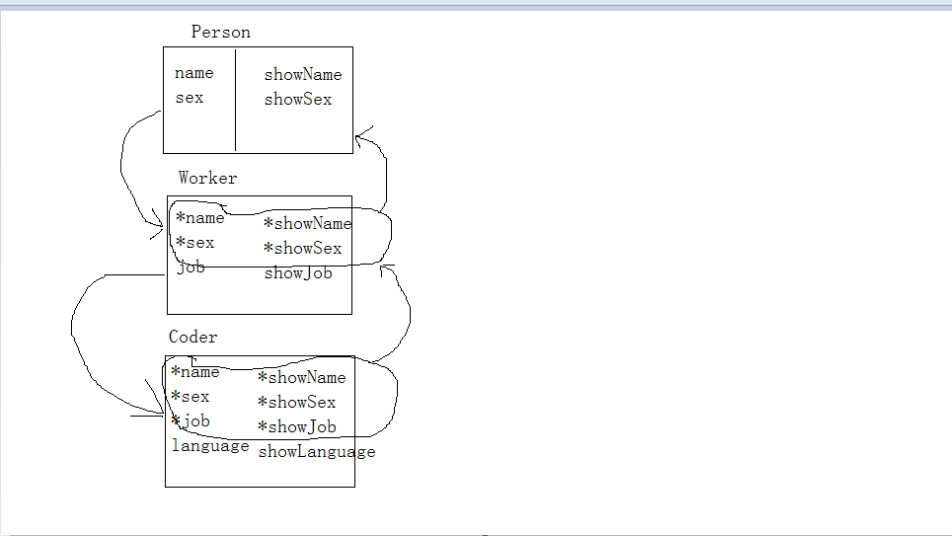 Person
name showName
sex showSex
Worker
*name *showName
*sex *showSex
job showJob
Coder
*name *showName
*sex *showSex
*job *showJob
language showLanguage